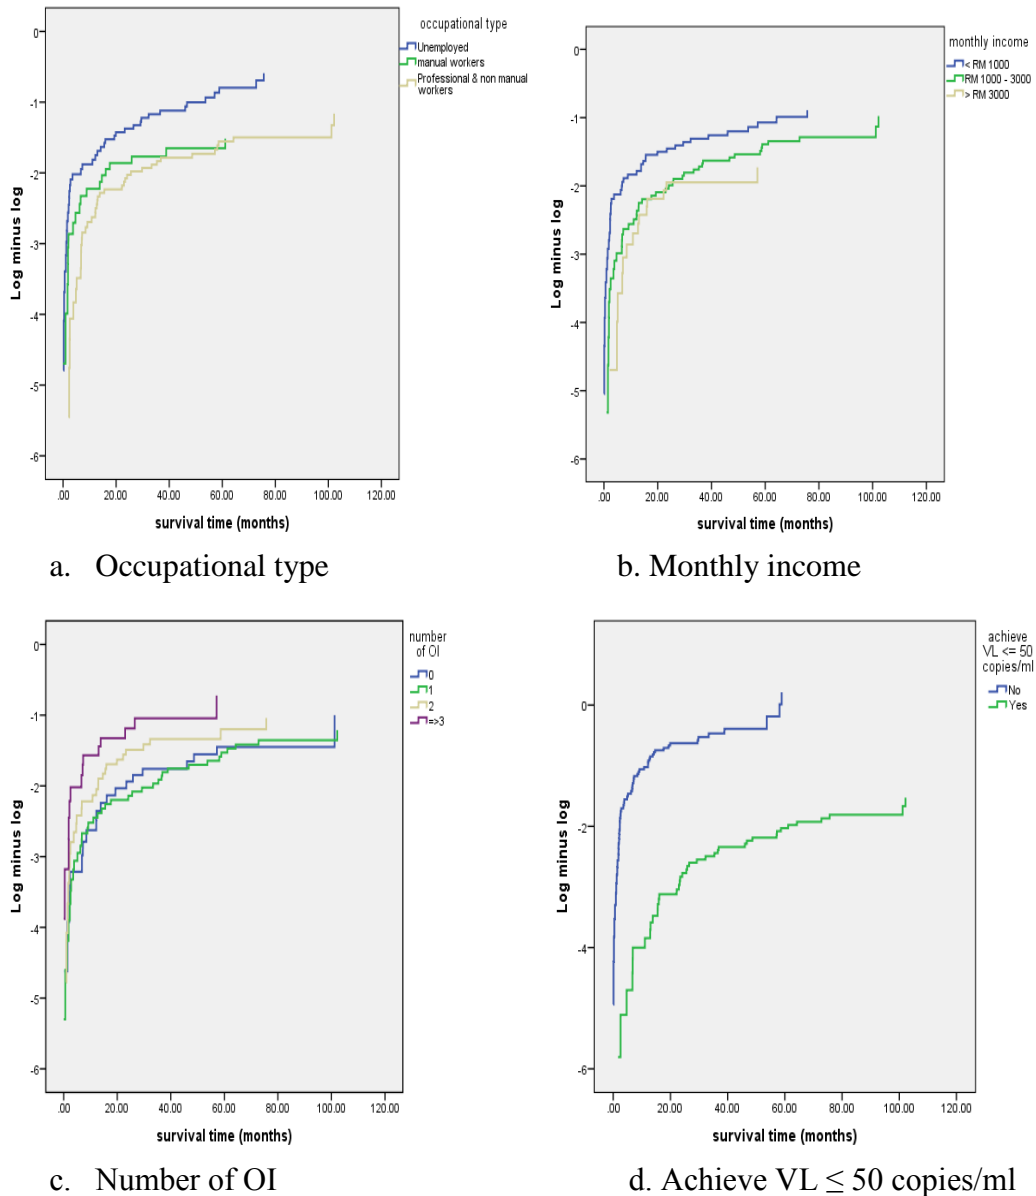 occupational type
Unemployed
manual workers
Professional & non manual
workers
0
-1
-2
-3
-4
-5
-6
Log minus log
.00 20.00 40.00 60.00 80.00 100.00 120.00
survival time (months)
a. Occupational type
monthly income
< RM 1000
RM 1000 - 3000
> RM 3000
0
-1
-2
-3
-4
-5
-6
Log minus log
.00 20.00 40.00 60.00 80.00 100.00 120.00
survival time (months)
b. Monthly income
number
of OI
0
1
2
=>3
0
-1
-2
-3
-4
-5
-6
Log minus log
.00 20.00 40.00 60.00 80.00 100.00 120.00
survival time (months)
c. Number of OI
achieve
VL <= 50
copies/ml
No
Yes
0
-2
-4
-6
Log minus log
.00 20.00 40.00 60.00 80.00 100.00 120.00
survival time (months)
d. Achieve VL ≤ 50 copies/ml